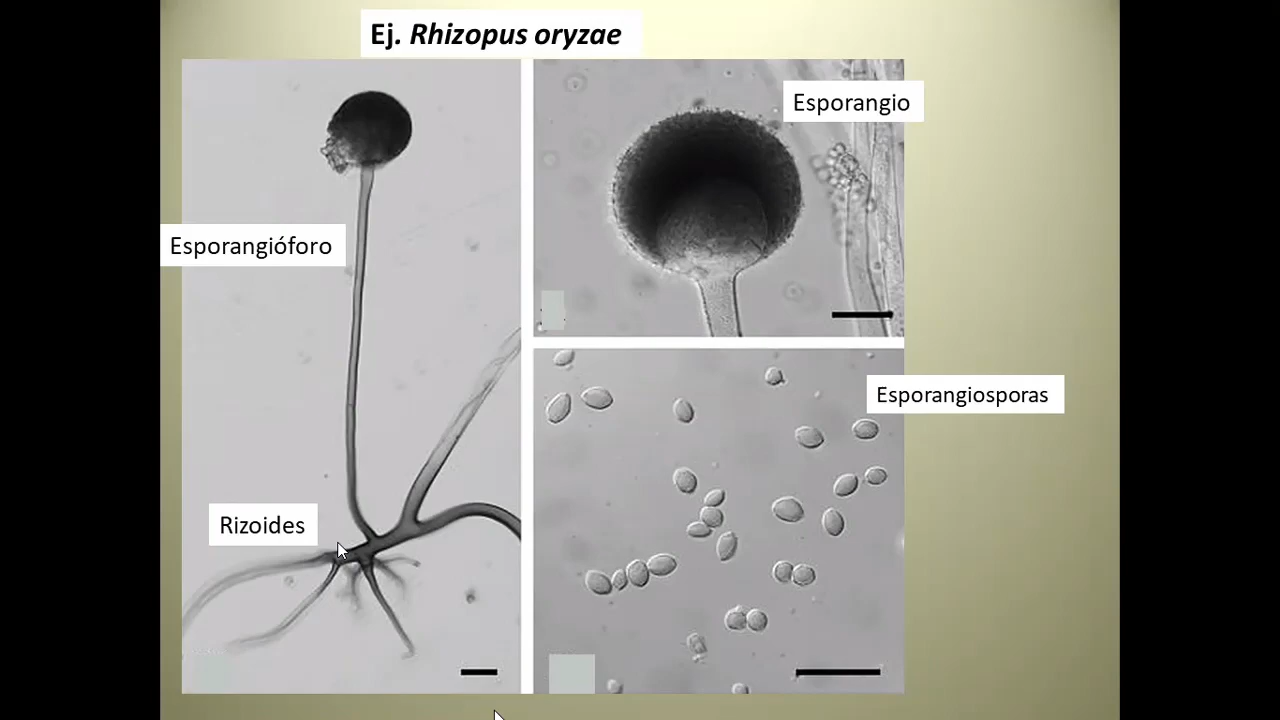 Ej. Rhizopus oryzae
Esporangio
Esporangióforo
Esporangiosporas
Rizoides